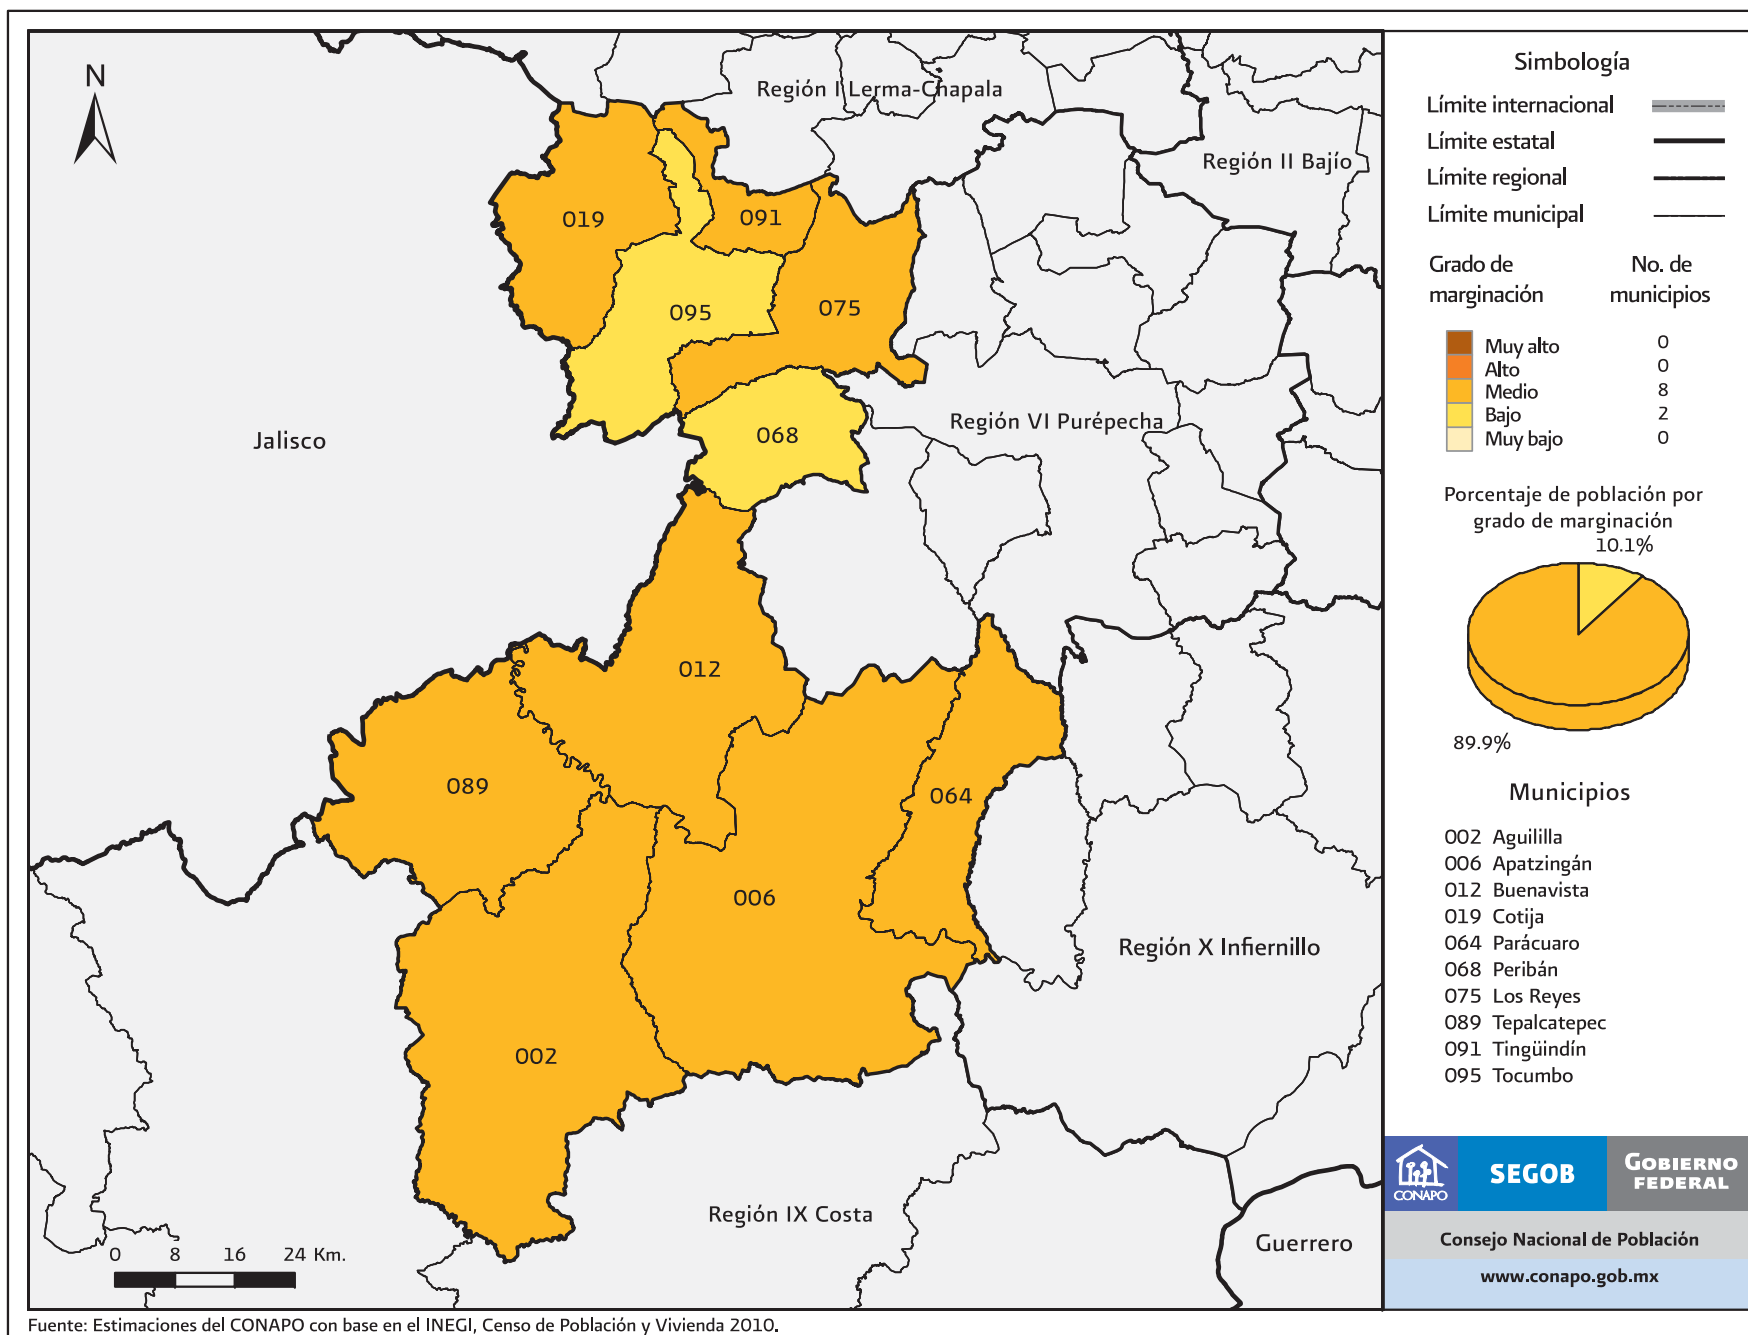 N
Región I Lerma-Chapala
Región II Bajío
019
091
095
075
068
Jalisco
Región VI Purépecha
012
089
064
006
002
Región X Infiernillo
Región IX Costa
Guerrero
0 8 16 24 Km.
Simbología
Límite internacional
Límite estatal
Límite regional
Límite municipal
Grado de marginación No. de municipios
Muy alto 0
Alto 0
Medio 8
Bajo 2
Muy bajo 0
Porcentaje de población por
grado de marginación
10.1%
89.9%
Municipios
002 Aguililla
006 Apatzingán
012 Buenavista
019 Cotija
064 Parácuaro
068 Peribán
075 Los Reyes
089 Tepalcatepec
091 Tingüindín
095 Tocumbo
CONAPO
SEGOB
GOBIERNO
FEDERAL
Consejo Nacional de Población
www.conapo.gob.mx
Fuente: Estimaciones del CONAPO con base en el INEGI, Censo de Población y Vivienda 2010.